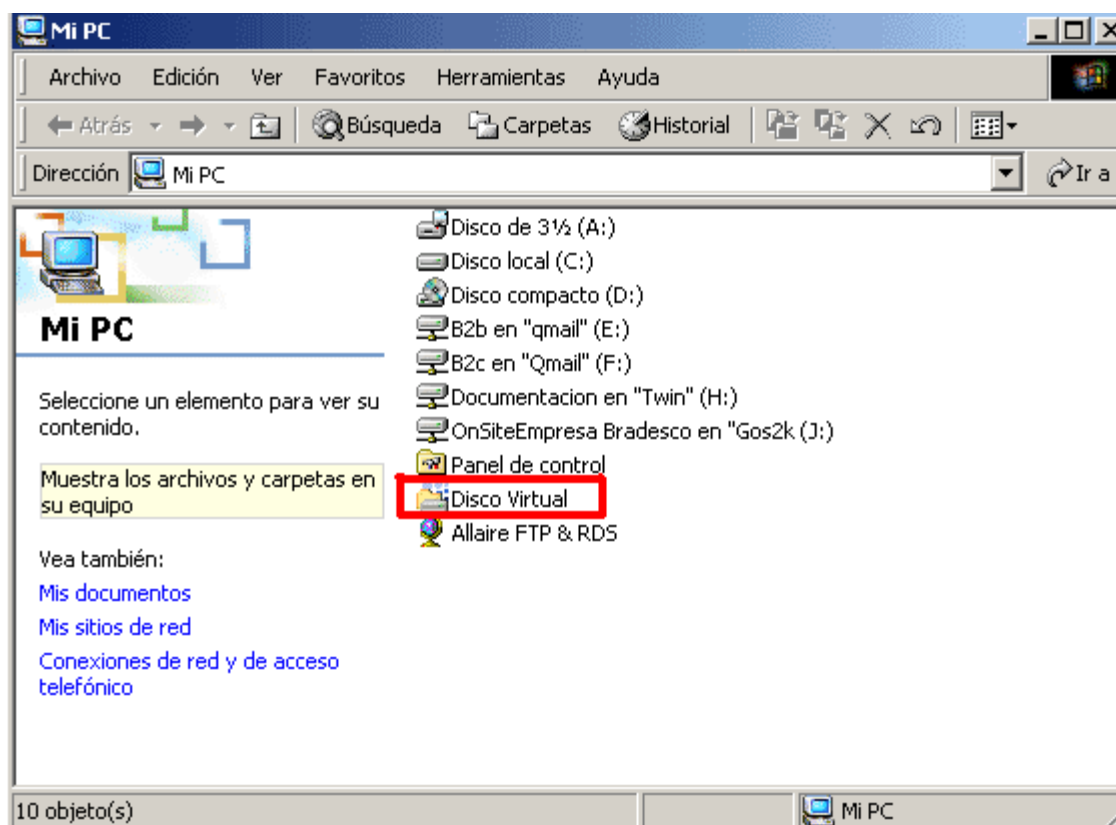 Mi PC
Archivo Edición Ver Favoritos Herramientas Ayuda
Atrás Búsqueda Carpetas Historial
Dirección Mi PC Ir a
Mi PC
Seleccione un elemento para ver su
contenido.
Muestra los archivos y carpetas en
su equipo
Vea también:
Mis documentos
Mis sitios de red
Conexiones de red y de acceso
telefónico
Disco de 3½ (A:)
Disco local (C:)
Disco compacto (D:)
B2b en "qmail" (E:)
B2c en "Qmail" (F:)
Documentacion en "Twin" (H:)
OnSiteEmpresa Bradesco en "Gos2k (J:)
Panel de control
Disco Virtual
Allaire FTP & RDS
10 objeto(s) Mi PC